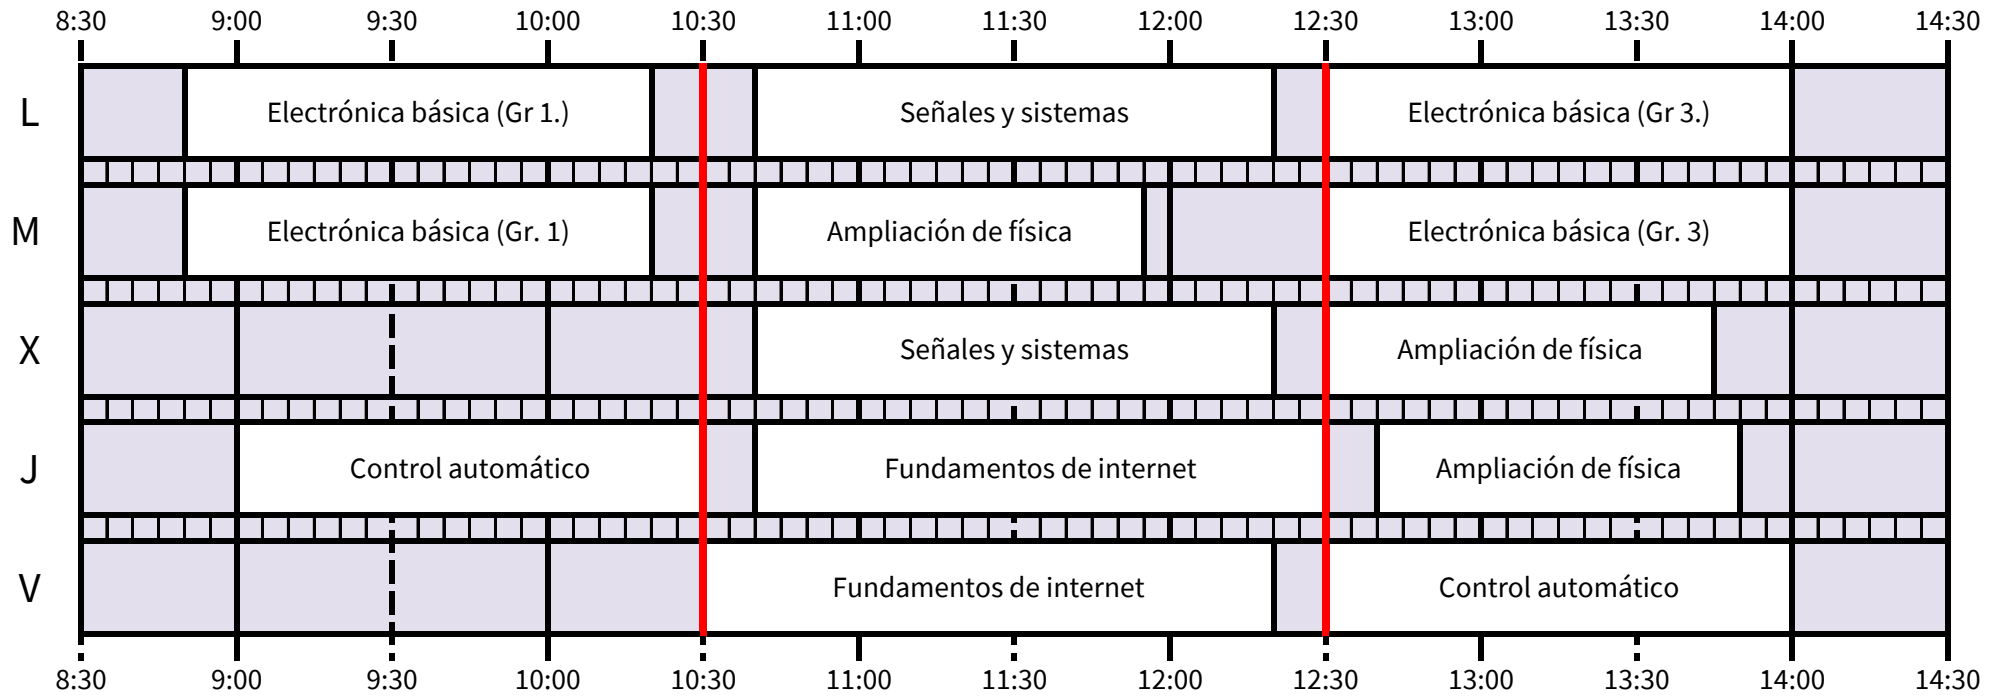 8:30 9:00 9:30 10:00 10:30 11:00 11:30 12:00 12:30 13:00 13:30 14:00 14:30
L Electrónica básica (Gr 1.) Señales y sistemas Electrónica básica (Gr 3.)
M Electrónica básica (Gr. 1) Ampliación de física Electrónica básica (Gr. 3)
X Señales y sistemas Ampliación de física
J Control automático Fundamentos de internet Ampliación de física
V Fundamentos de internet Control automático
8:30 9:00 9:30 10:00 10:30 11:00 11:30 12:00 12:30 13:00 13:30 14:00 14:30